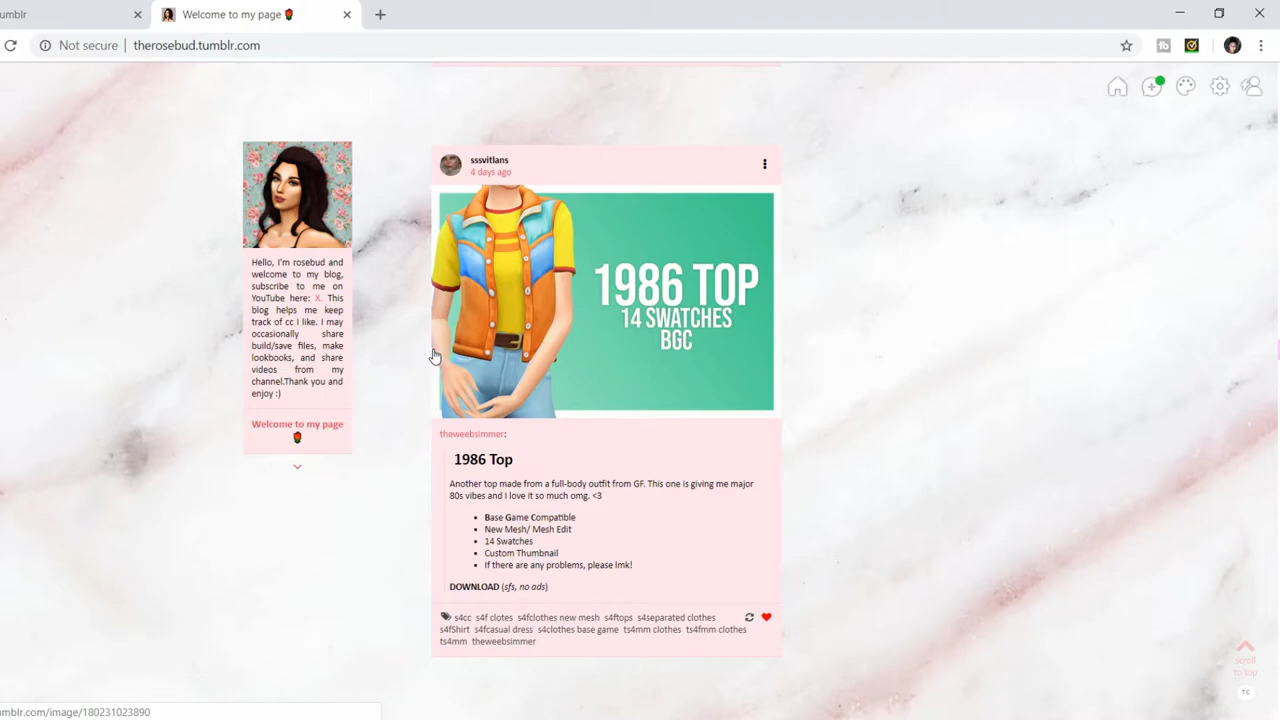 umblr
Welcome to my page
Not secure
therosebud.tumblr.com
tb
sssvitlans
4 days ago
1986 TOP
14 SWATCHES
BGC
Hello, I'm rosebud and
welcome to my blog,
subscribe to me on
YouTube here: X. This
blog helps me keep
track of cc I like. I may
occasionally share
build/save files, make
lookbooks, and share
videos from my
channel.Thank you and
enjoy :)
Welcome to my page
theweebsimmer:
1986 Top
Another top made from a full-body outfit from GF. This one is giving me major
80s vibes and I love it so much omg. <3
• Base Game Compatible
• New Mesh/ Mesh Edit
• 14 Swatches
• Custom Thumbnail
• If there are any problems, please lmk!
DOWNLOAD (sfs, no ads)
s4cc s4f clotes s4fclothes new mesh s4ftops s4separated clothes
s4fShirt s4fcasual dress s4clothes base game ts4mm clothes ts4fmm clothes
ts4mm theweebsimmer
scroll
to top
TC
umblr.com/image/180231023890